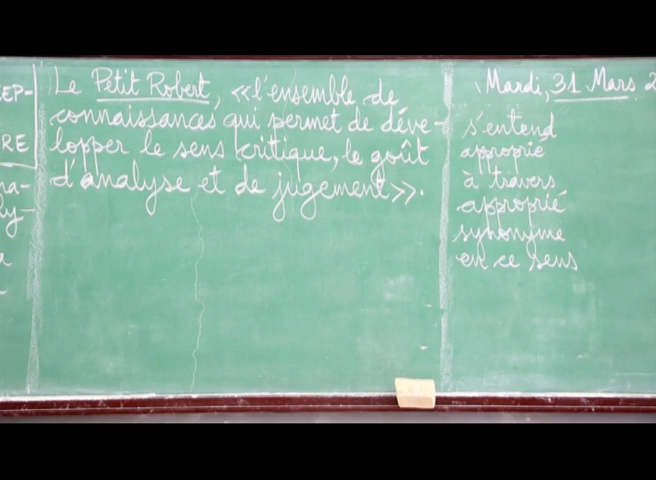 EP-
RE
na-
ly-
Le Petit Robert, «l'ensemble de
connaissances qui permet de déve-
lopper le sens critique, le goût
d'analyse et de jugement».
Mardi, 31 Mars 2
s'entend
approprié
à travers
approprié
synonyme
en ce sens